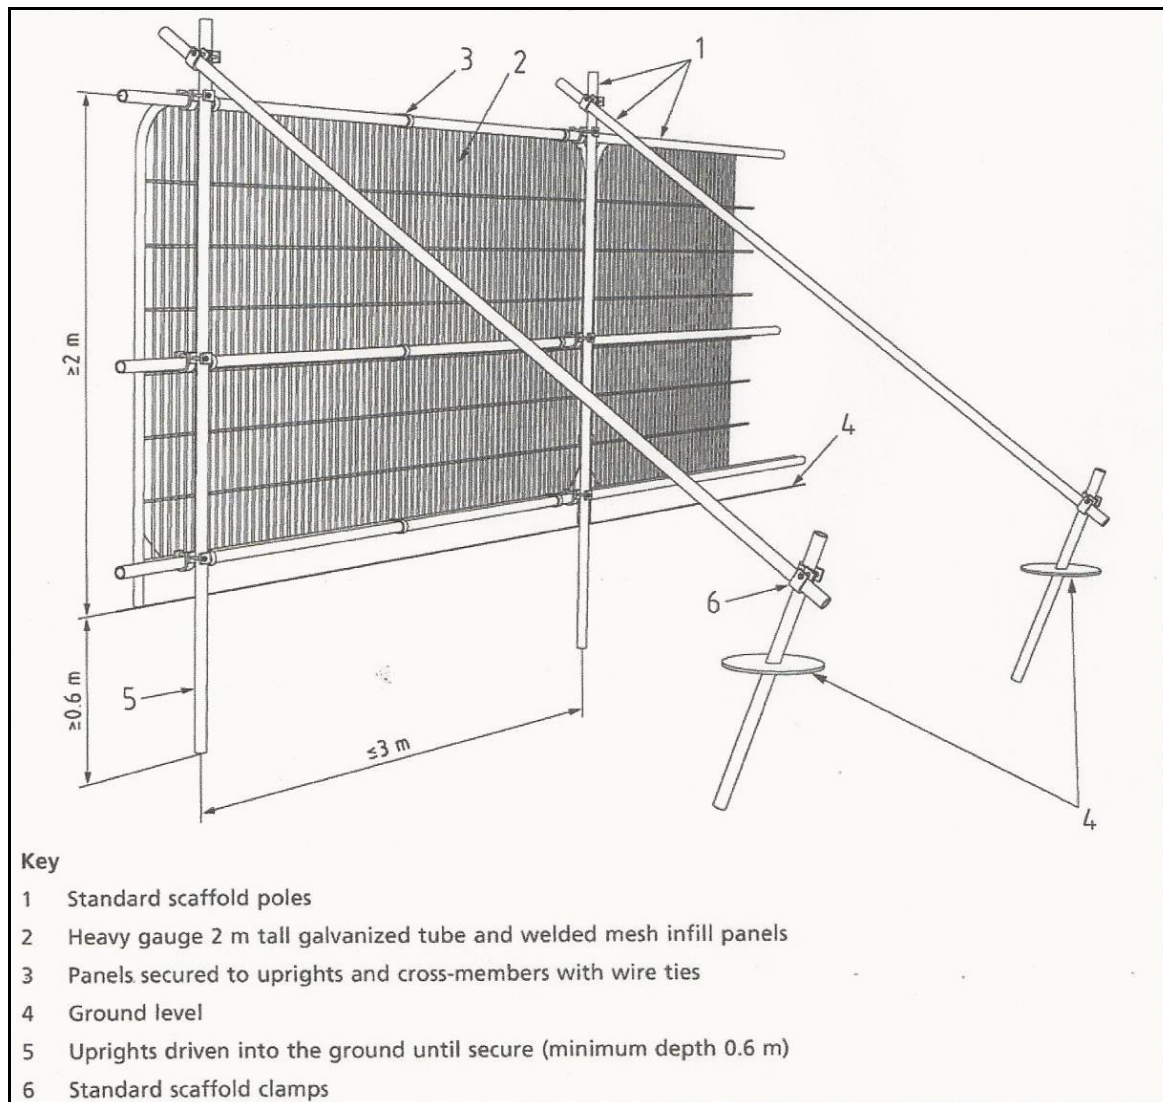 3
2
1
≥2 m
4
6
5
≥0.6 m
≤3 m
4
Key
1 Standard scaffold poles
2 Heavy gauge 2 m tall galvanized tube and welded mesh infill panels
3 Panels secured to uprights and cross-members with wire ties
4 Ground level
5 Uprights driven into the ground until secure (minimum depth 0.6 m)
6 Standard scaffold clamps